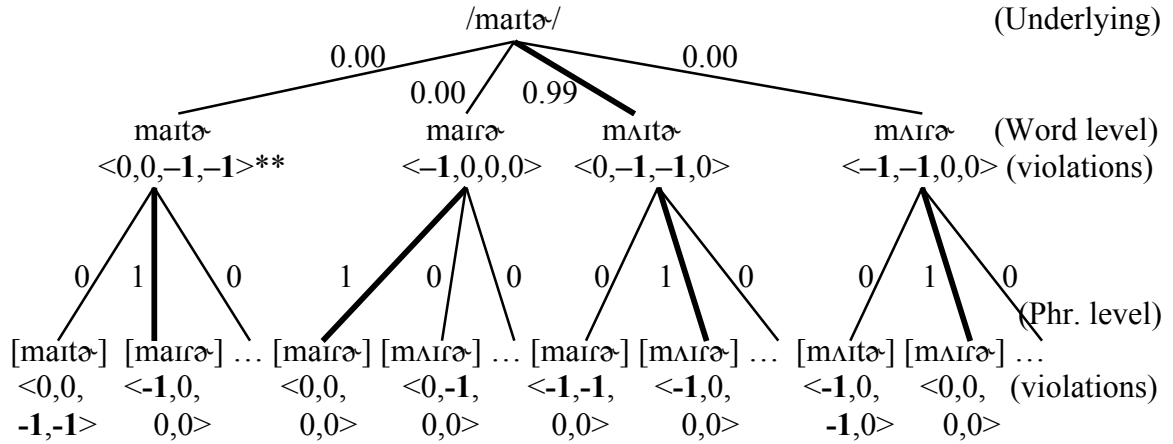 /maɪtɚ/ (Underlying)
0.00 0.00 0.99 0.00
maɪtɚ maɪɾɚ mʌɪtɚ mʌɪɾɚ (Word level)
<0,0,–1,–1>** <–1,0,0,0> <0,–1,–1,0> <–1,–1,0,0> (violations)
0 1 0 1 0 0 0 1 0 0 1 0
(Phr. level)
[maɪtɚ] [maɪɾɚ] … [maɪɾɚ] [mʌɪɾɚ] … [maɪɾɚ] [mʌɪɾɚ] … [mʌɪtɚ] [mʌɪɾɚ] …
<0,0, <-1,0, <0,0, <0,-1, <-1,-1, <-1,0, <-1,0, <0,0, (violations)
-1,-1> 0,0> 0,0> 0,0> 0,0> 0,0> -1,0> 0,0>